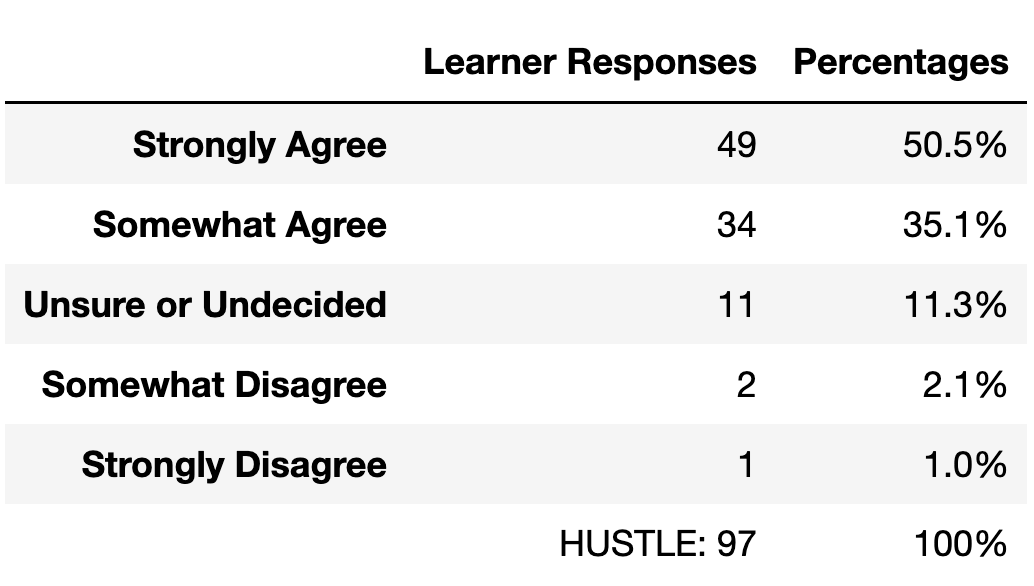 Learner Responses Percentages
Strongly Agree 49 50.5%
Somewhat Agree 34 35.1%
Unsure or Undecided 11 11.3%
Somewhat Disagree 2 2.1%
Strongly Disagree 1 1.0%
HUSTLE: 97 100%